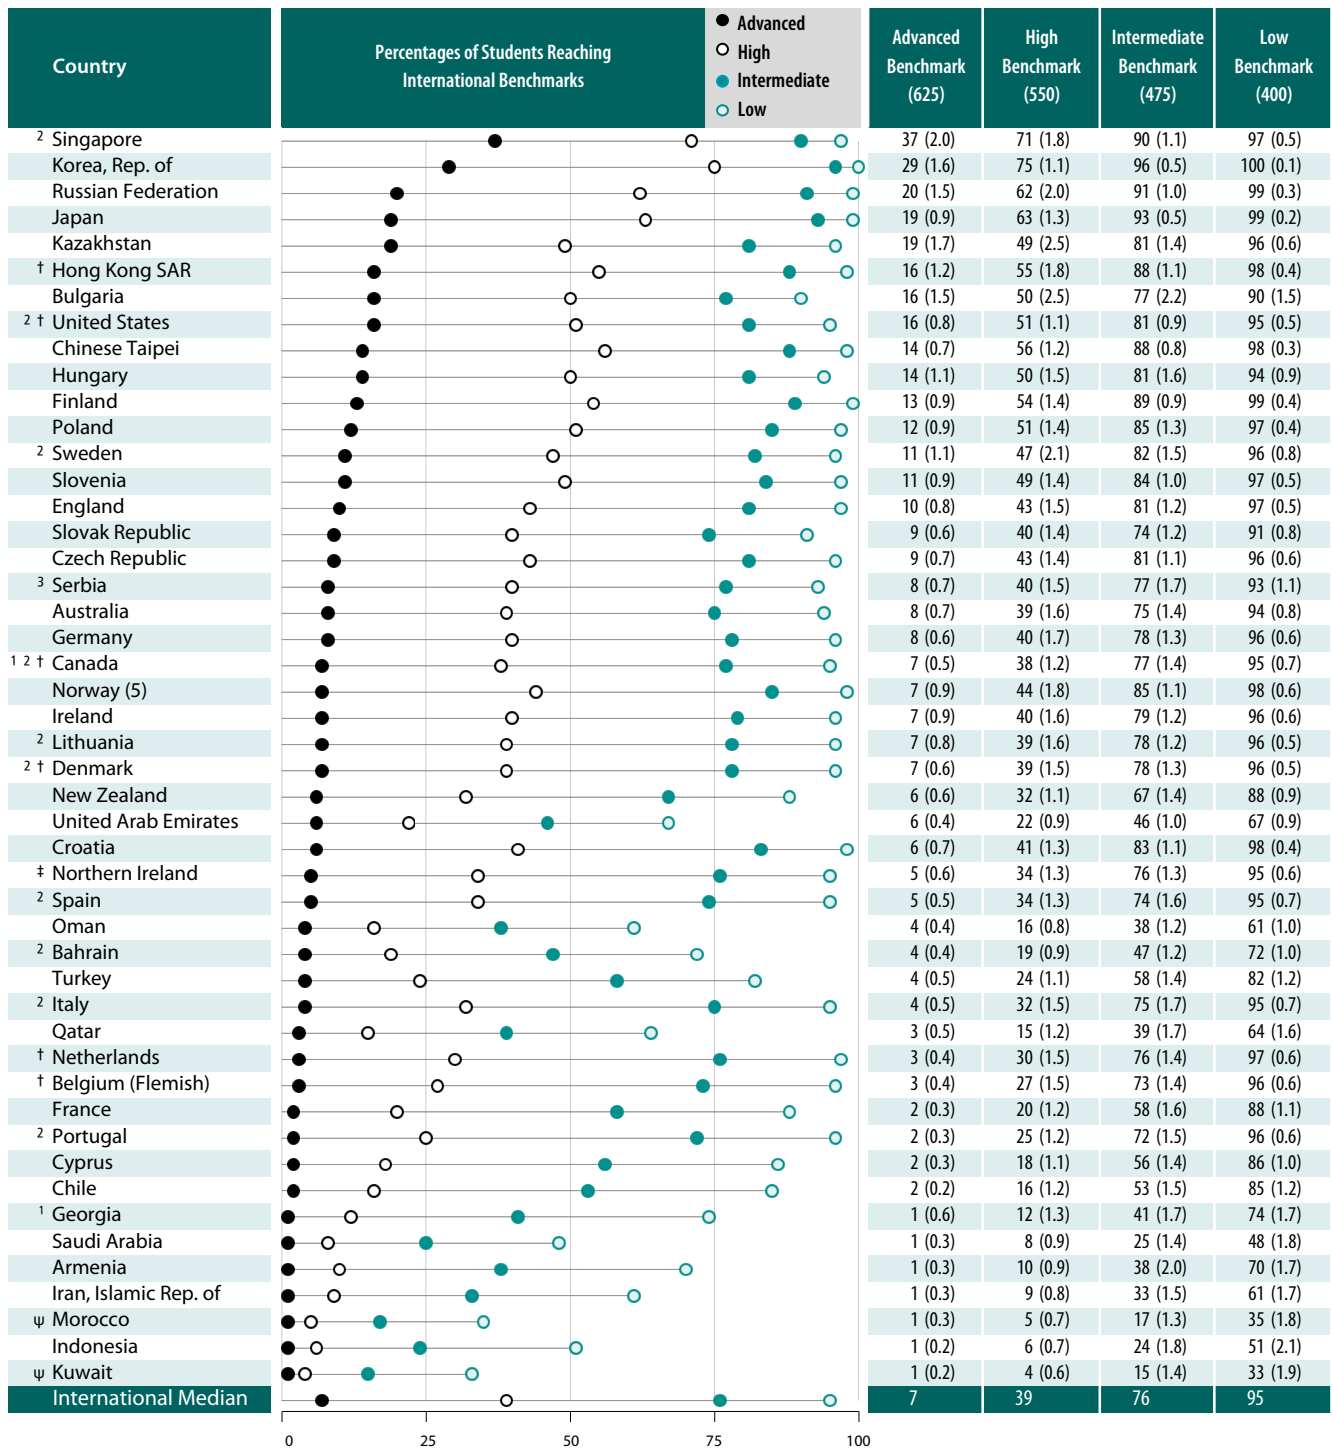 Country
Percentages of Students Reaching
International Benchmarks
Advanced
High
Intermediate
Low
Advanced Benchmark (625)
High Benchmark (550)
Intermediate Benchmark (475)
Low Benchmark (400)
2 Singapore 37 (2.0) 71 (1.8) 90 (1.1) 97 (0.5)
Korea, Rep. of 29 (1.6) 75 (1.1) 96 (0.5) 100 (0.1)
Russian Federation 20 (1.5) 62 (2.0) 91 (1.0) 99 (0.3)
Japan 19 (0.9) 63 (1.3) 93 (0.5) 99 (0.2)
Kazakhstan 19 (1.7) 49 (2.5) 81 (1.4) 96 (0.6)
† Hong Kong SAR 16 (1.2) 55 (1.8) 88 (1.1) 98 (0.4)
Bulgaria 16 (1.5) 50 (2.5) 77 (2.2) 90 (1.5)
2 † United States 16 (0.8) 51 (1.1) 81 (0.9) 95 (0.5)
Chinese Taipei 14 (0.7) 56 (1.2) 88 (0.8) 98 (0.3)
Hungary 14 (1.1) 50 (1.5) 81 (1.6) 94 (0.9)
Finland 13 (0.9) 54 (1.4) 89 (0.9) 99 (0.4)
Poland 12 (0.9) 51 (1.4) 85 (1.3) 97 (0.4)
2 Sweden 11 (1.1) 47 (2.1) 82 (1.5) 96 (0.8)
Slovenia 11 (0.9) 49 (1.4) 84 (1.0) 97 (0.5)
England 10 (0.8) 43 (1.5) 81 (1.2) 97 (0.5)
Slovak Republic 9 (0.6) 40 (1.4) 74 (1.2) 91 (0.8)
Czech Republic 9 (0.7) 43 (1.4) 81 (1.1) 96 (0.6)
3 Serbia 8 (0.7) 40 (1.5) 77 (1.7) 93 (1.1)
Australia 8 (0.7) 39 (1.6) 75 (1.4) 94 (0.8)
Germany 8 (0.6) 40 (1.7) 78 (1.3) 96 (0.6)
1 2 † Canada 7 (0.5) 38 (1.2) 77 (1.4) 95 (0.7)
Norway (5) 7 (0.9) 44 (1.8) 85 (1.1) 98 (0.6)
Ireland 7 (0.9) 40 (1.6) 79 (1.2) 96 (0.6)
2 Lithuania 7 (0.8) 39 (1.6) 78 (1.2) 96 (0.5)
2 † Denmark 7 (0.6) 39 (1.5) 78 (1.3) 96 (0.5)
New Zealand 6 (0.6) 32 (1.1) 67 (1.4) 88 (0.9)
United Arab Emirates 6 (0.4) 22 (0.9) 46 (1.0) 67 (0.9)
Croatia 6 (0.7) 41 (1.3) 83 (1.1) 98 (0.4)
‡ Northern Ireland 5 (0.6) 34 (1.3) 76 (1.3) 95 (0.6)
2 Spain 5 (0.5) 34 (1.3) 74 (1.6) 95 (0.7)
Oman 4 (0.4) 16 (0.8) 38 (1.2) 61 (1.0)
2 Bahrain 4 (0.4) 19 (0.9) 47 (1.2) 72 (1.0)
Turkey 4 (0.5) 24 (1.1) 58 (1.4) 82 (1.2)
2 Italy 4 (0.5) 32 (1.5) 75 (1.7) 95 (0.7)
Qatar 3 (0.5) 15 (1.2) 39 (1.7) 64 (1.6)
† Netherlands 3 (0.4) 30 (1.5) 76 (1.4) 97 (0.6)
† Belgium (Flemish) 3 (0.4) 27 (1.5) 73 (1.4) 96 (0.6)
France 2 (0.3) 20 (1.2) 58 (1.6) 88 (1.1)
2 Portugal 2 (0.3) 25 (1.2) 72 (1.5) 96 (0.6)
Cyprus 2 (0.3) 18 (1.1) 56 (1.4) 86 (1.0)
Chile 2 (0.2) 16 (1.2) 53 (1.5) 85 (1.2)
1 Georgia 1 (0.6) 12 (1.3) 41 (1.7) 74 (1.7)
Saudi Arabia 1 (0.3) 8 (0.9) 25 (1.4) 48 (1.8)
Armenia 1 (0.3) 10 (0.9) 38 (2.0) 70 (1.7)
Iran, Islamic Rep. of 1 (0.3) 9 (0.8) 33 (1.5) 61 (1.7)
ψ Morocco 1 (0.3) 5 (0.7) 17 (1.3) 35 (1.8)
Indonesia 1 (0.2) 6 (0.7) 24 (1.8) 51 (2.1)
ψ Kuwait 1 (0.2) 4 (0.6) 15 (1.4) 33 (1.9)
International Median 7 39 76 95
0 25 50 75 100